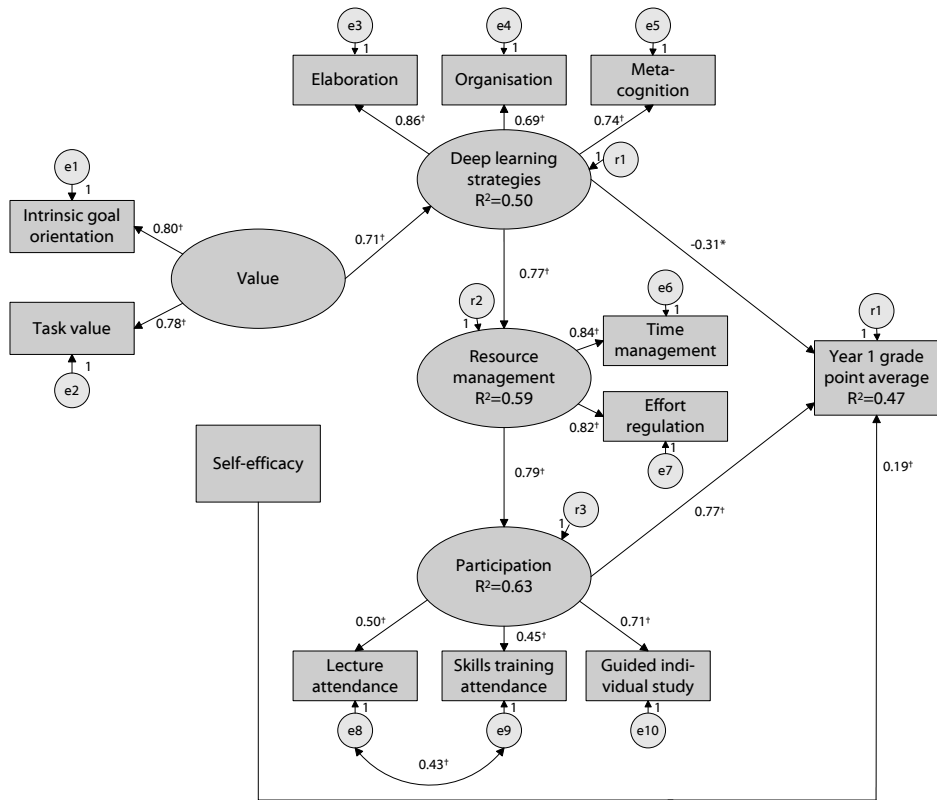 e3
1
e4
1
e5
1
Elaboration
Organisation
Meta-
cognition
0.86†
0.69†
0.74†
e1
1
Intrinsic goal
orientation
0.80†
Deep learning
strategies
R²=0.50
1
r1
Value
0.71†
-0.31*
Task value
0.78†
1
e2
0.77†
r2
1
e6
1
Time
management
0.84†
Resource
management
R²=0.59
r1
1
Year 1 grade
point average
R²=0.47
Effort
regulation
0.82†
1
e7
Self-efficacy
0.79†
0.19†
0.77†
r3
1
Participation
R²=0.63
0.50†
0.45†
0.71†
Lecture
attendance
Skills training
attendance
Guided indi-
vidual study
1
e8
1
e9
1
e10
0.43†